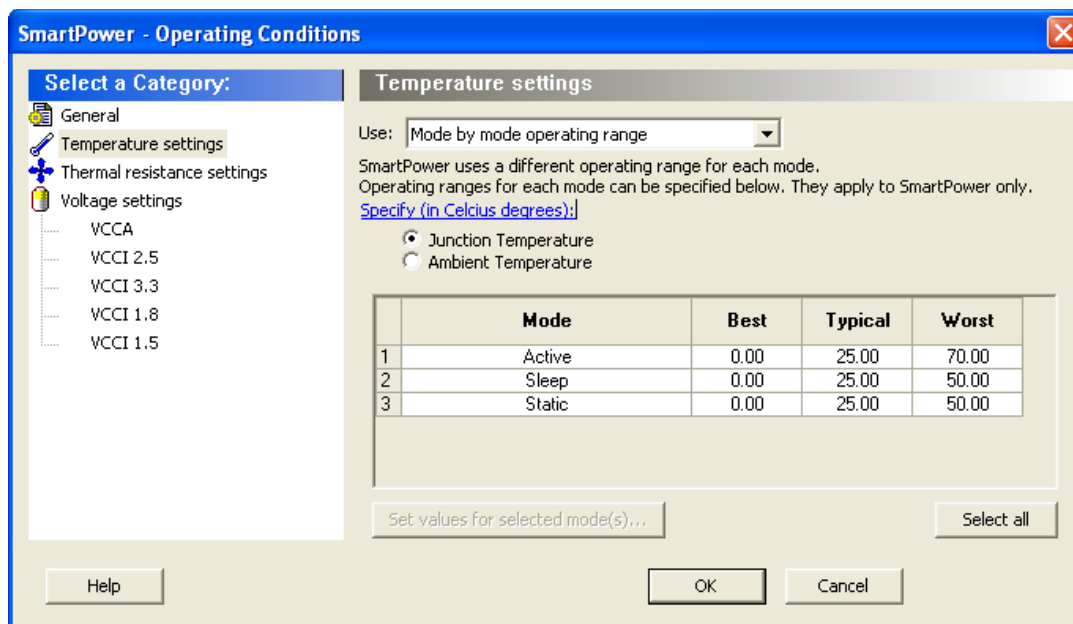 SmartPower - Operating Conditions
Select a Category:
General
Temperature settings
Thermal resistance settings
Voltage settings
VCCA
VCCI 2.5
VCCI 3.3
VCCI 1.8
VCCI 1.5
Temperature settings
Use: Mode by mode operating range
SmartPower uses a different operating range for each mode.
Operating ranges for each mode can be specified below. They apply to SmartPower only.
Specify (in Celcius degrees):
Junction Temperature
Ambient Temperature
Mode Best Typical Worst
1 Active 0.00 25.00 70.00
2 Sleep 0.00 25.00 50.00
3 Static 0.00 25.00 50.00
Set values for selected mode(s)... Select all
Help OK Cancel